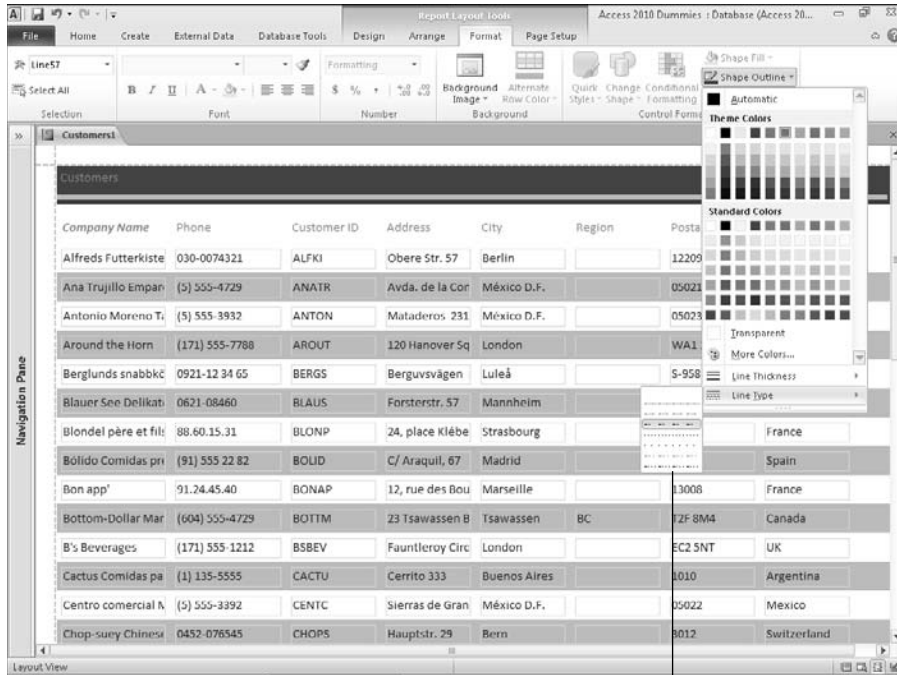 A
Report Layout Tools
Access 2010 Dummies : Database (Access 20...
File Home Create External Data Database Tools Design Arrange Format Page Setup
Line57 Formatting Shape Fill
Select All B I U A $ % Background Image Alternate Row Color Quick Styles Change Shape Conditional Formatting Shape Outline
Selection Font Number Background
Automatic
Theme Colors
Standard Colors
Transparent
More Colors...
Line Thickness
Line Type
Customers1
Customers
Company Name Phone Customer ID Address City Region Posta
Alfreds Futterkiste 030-0074321 ALFKI Obere Str. 57 Berlin 12209
Ana Trujillo Empar (5) 555-4729 ANATR Avda. de la Con México D.F. 05021
Antonio Moreno Ta (5) 555-3932 ANTON Mataderos 231 México D.F. 05023
Around the Horn (171) 555-7788 AROUT 120 Hanover Sq London WA1
Berglunds snabbkö 0921-12 34 65 BERGS Berguvsvägen Luleå S-958
Blauer See Delikat 0621-08460 BLAUS Forsterstr. 57 Mannheim
Blondel père et fils 88.60.15.31 BLONP 24, place Klébe Strasbourg France
Bólido Comidas pre (91) 555 22 82 BOLID C/ Araquil, 67 Madrid Spain
Bon app' 91.24.45.40 BONAP 12, rue des Bou Marseille 13008 France
Bottom-Dollar Mar (604) 555-4729 BOTTM 23 Tsawassen B Tsawassen BC T2F 8M4 Canada
B's Beverages (171) 555-1212 BSBEV Fauntleroy Circ London EC2 5NT UK
Cactus Comidas pa (1) 135-5555 CACTU Cerrito 333 Buenos Aires 1010 Argentina
Centro comercial M (5) 555-3392 CENTC Sierras de Gran México D.F. 05022 Mexico
Chop-suey Chinese 0452-076545 CHOPS Hauptstr. 29 Bern 3012 Switzerland
Navigation Pane
Layout View